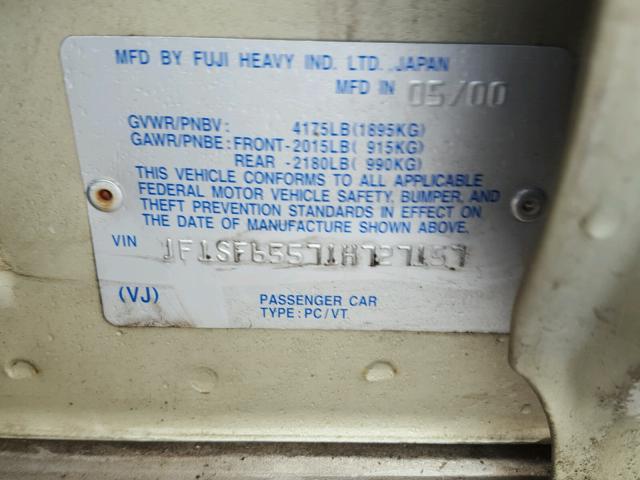 MFD BY FUJI HEAVY IND. LTD. JAPAN
MFD IN 05/00
GVWR/PNBV: 4175LB(1895KG)
GAWR/PNBE: FRONT-2015LB( 915KG)
REAR -2180LB( 990KG)
THIS VEHICLE CONFORMS TO ALL APPLICABLE
FEDERAL MOTOR VEHICLE SAFETY, BUMPER, AND
THEFT PREVENTION STANDARDS IN EFFECT ON
THE DATE OF MANUFACTURE SHOWN ABOVE.
VIN
(VJ) PASSENGER CAR
TYPE: PC/VT